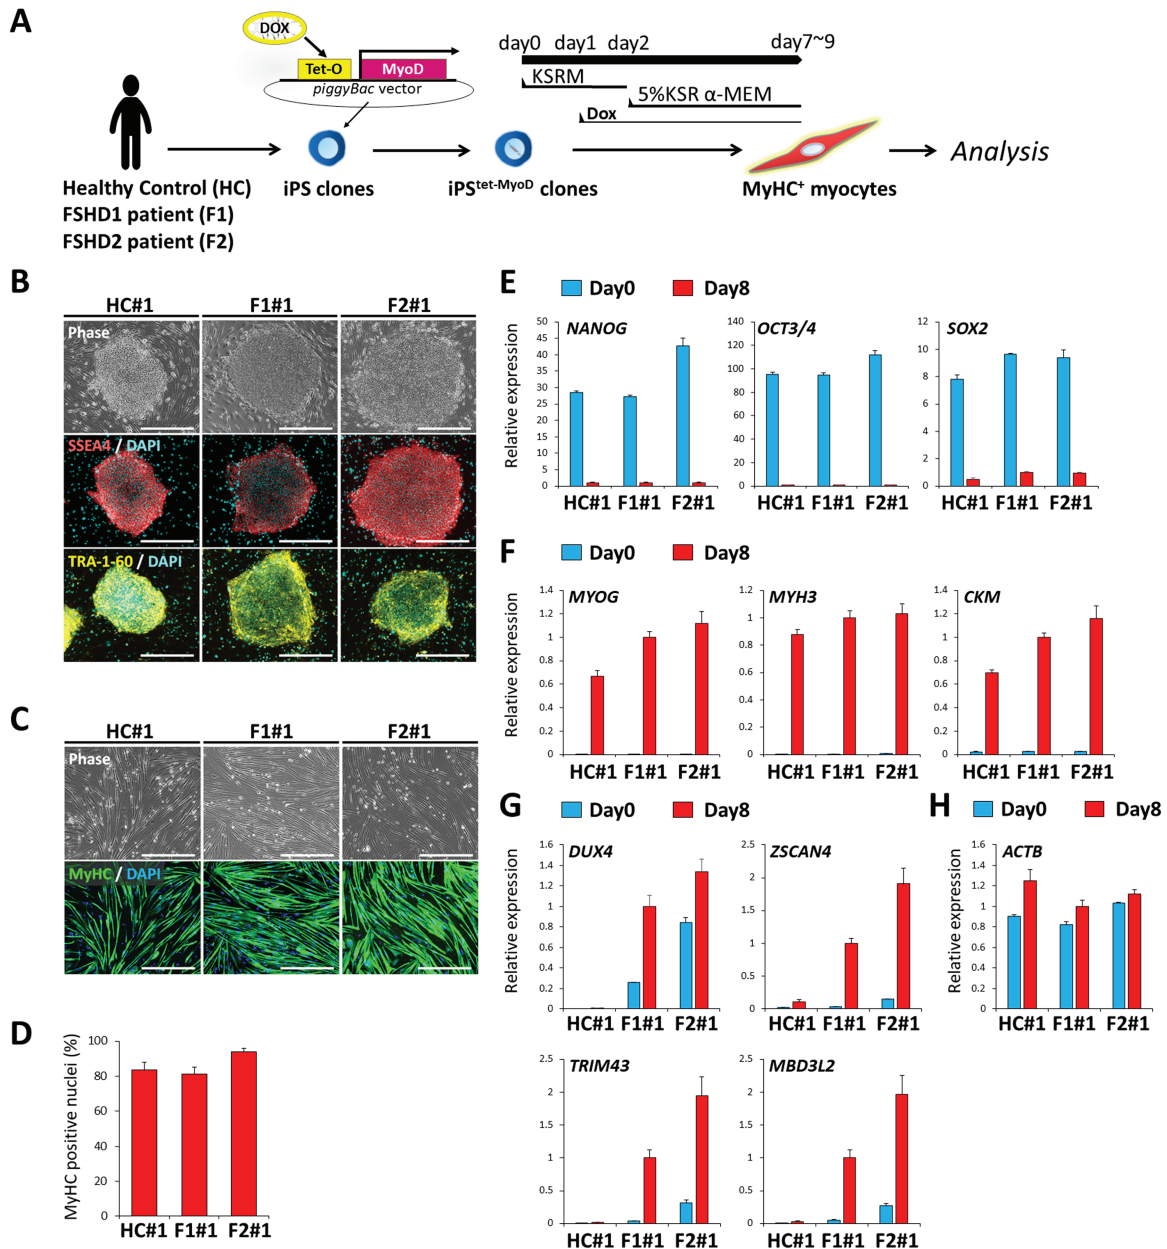 A
DOX
Tet-O
MyoD
piggyBac vector
day0 day1 day2 day7~9
KSRM
5%KSR α-MEM
Dox
Healthy Control (HC)
FSHD1 patient (F1)
FSHD2 patient (F2)
iPS clones
iPStet-MyoD clones
MyHC+ myocytes
Analysis
B
HC#1 F1#1 F2#1
Phase
SSEA4 / DAPI
TRA-1-60 / DAPI
C
HC#1 F1#1 F2#1
Phase
MyHC / DAPI
D
MyHC positive nuclei (%)
100
80
60
40
20
0
HC#1 F1#1 F2#1
E
Day0 Day8
Relative expression
NANOG
50
45
40
35
30
25
20
15
10
5
0
HC#1 F1#1 F2#1
OCT3/4
140
120
100
80
60
40
20
0
HC#1 F1#1 F2#1
SOX2
12
10
8
6
4
2
0
HC#1 F1#1 F2#1
F
Day0 Day8
Relative expression
MYOG
1.4
1.2
1
0.8
0.6
0.4
0.2
0
HC#1 F1#1 F2#1
MYH3
1.2
1
0.8
0.6
0.4
0.2
0
HC#1 F1#1 F2#1
CKM
1.4
1.2
1
0.8
0.6
0.4
0.2
0
HC#1 F1#1 F2#1
G
Day0 Day8
Relative expression
DUX4
1.6
1.4
1.2
1
0.8
0.6
0.4
0.2
0
HC#1 F1#1 F2#1
ZSCAN4
2.5
2
1.5
1
0.5
0
HC#1 F1#1 F2#1
TRIM43
2.5
2
1.5
1
0.5
0
HC#1 F1#1 F2#1
MBD3L2
2.5
2
1.5
1
0.5
0
HC#1 F1#1 F2#1
H
Day0 Day8
Relative expression
ACTB
1.6
1.4
1.2
1
0.8
0.6
0.4
0.2
0
HC#1 F1#1 F2#1